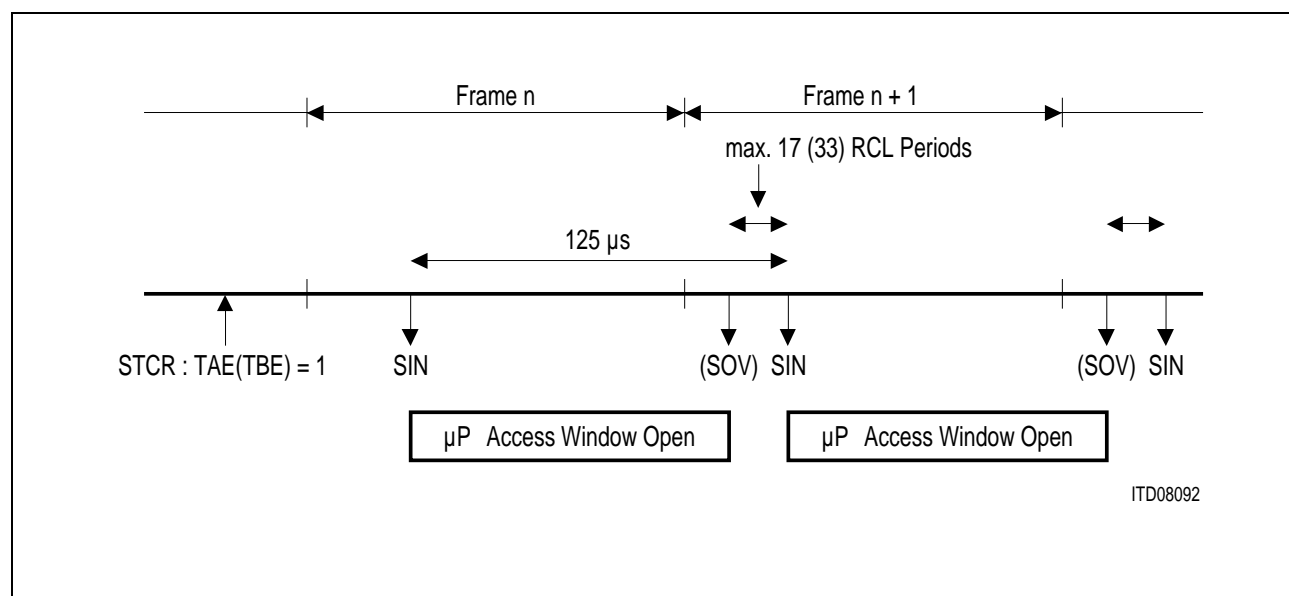 Frame n
Frame n + 1
max. 17 (33) RCL Periods
125 µs
STCR : TAE(TBE) = 1
SIN
(SOV)
SIN
(SOV)
SIN
µP Access Window Open
µP Access Window Open
ITD08092